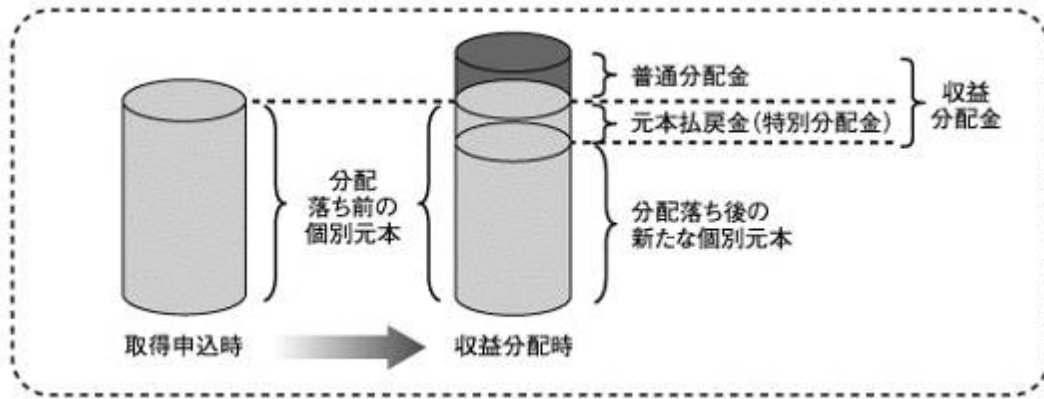 普通分配金
元本払戻金(特別分配金)
収益
分配金
分配
落ち前の
個別元本
分配落ち後の
新たな個別元本
取得申込時
収益分配時